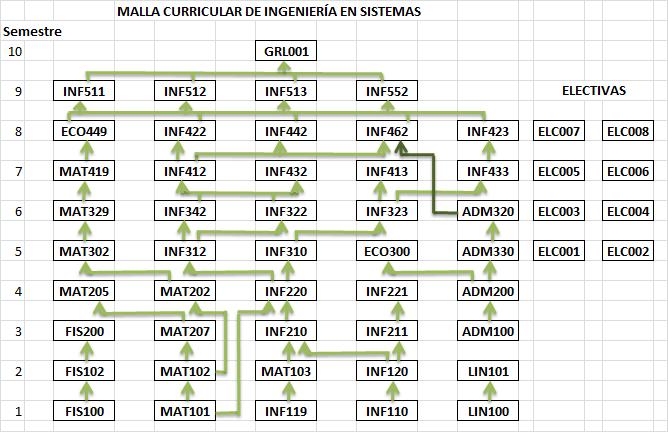 MALLA CURRICULAR DE INGENIERÍA EN SISTEMAS
Semestre
10 GRL001
9 INF511 INF512 INF513 INF552 ELECTIVAS
8 ECO449 INF422 INF442 INF462 INF423 ELC007 ELC008
7 MAT419 INF412 INF432 INF413 INF433 ELC005 ELC006
6 MAT329 INF342 INF322 INF323 ADM320 ELC003 ELC004
5 MAT302 INF312 INF310 ECO300 ADM330 ELC001 ELC002
4 MAT205 MAT202 INF220 INF221 ADM200
3 FIS200 MAT207 INF210 INF211 ADM100
2 FIS102 MAT102 MAT103 INF120 LIN101
1 FIS100 MAT101 INF119 INF110 LIN100